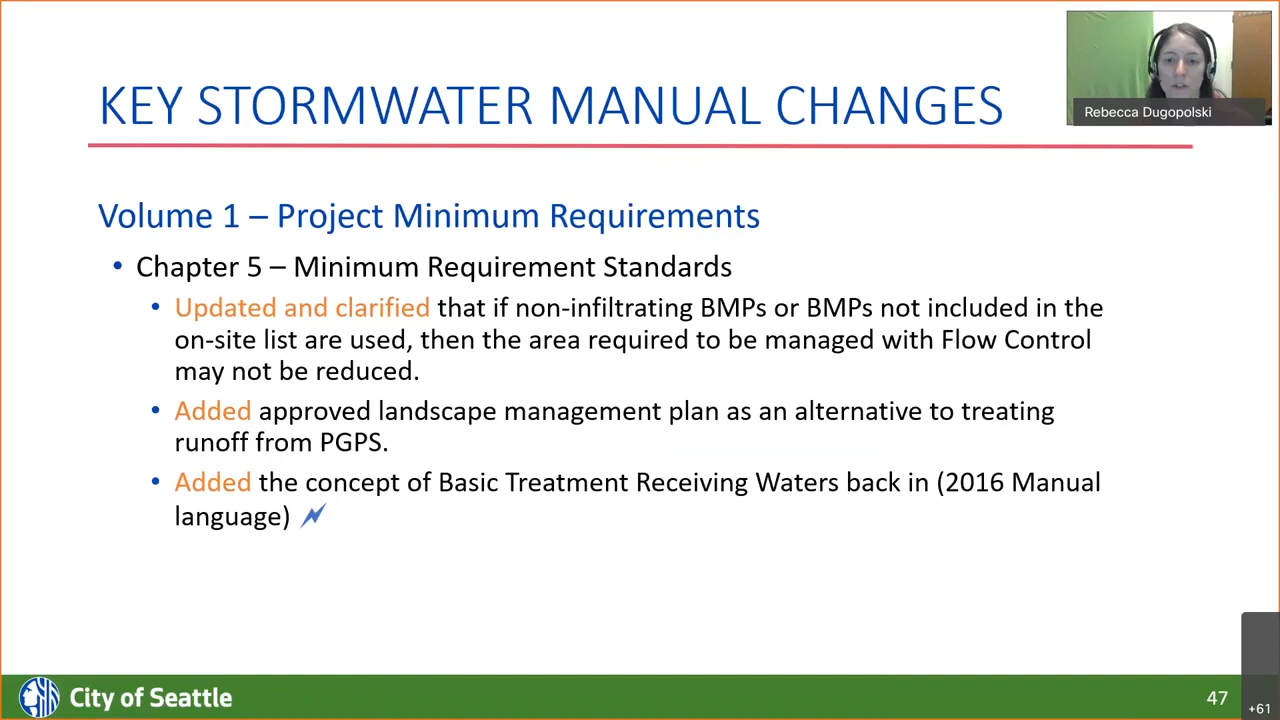 Rebecca Dugopolski
KEY STORMWATER MANUAL CHANGES
Volume 1 – Project Minimum Requirements
• Chapter 5 – Minimum Requirement Standards
• Updated and clarified that if non-infiltrating BMPs or BMPs not included in the
on-site list are used, then the area required to be managed with Flow Control
may not be reduced.
• Added approved landscape management plan as an alternative to treating
runoff from PGPS.
• Added the concept of Basic Treatment Receiving Waters back in (2016 Manual
language)
City of Seattle
47
+61